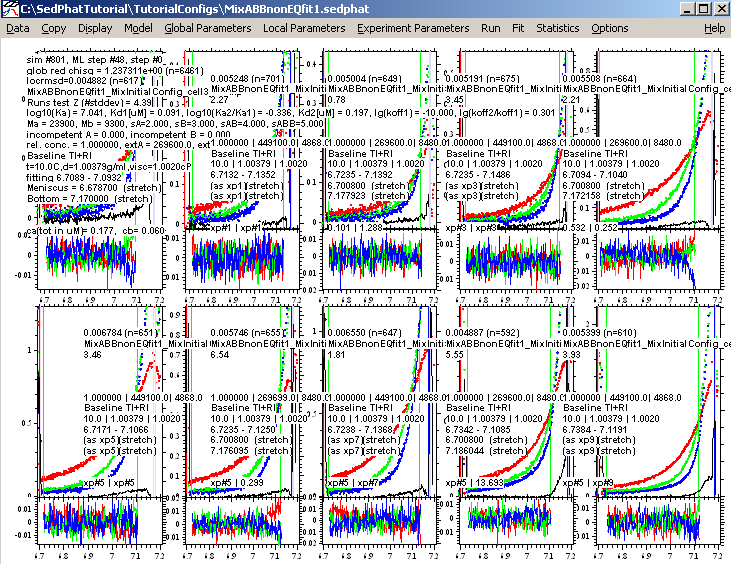 C:\SedPhatTutorial\TutorialConfigs\MixABBnonEQfit1.sedphat
Data Copy Display Model Global Parameters Local Parameters Experiment Parameters Run Fit Statistics Options Help
sim #801, ML step #48, step #0
glob red chisq = 1.237311e+00 (n=6461)
locrmsd=0.004882 (n=617)
MixABBnonEQfit1_MixInitial Config_cell3
Runs test Z (#stddev) = 4.39
log10(Ka) = 7.041, Kd1[uM] = 0.091, log10(Ka2/Ka1) = -0.336, Kd2[uM] = 0.197, lg(koff1) = -10.000, lg(koff2/koff1) = 0.301
Ma = 23900, Mb = 9300, sA=2.000, sB=3.000, sAB=4.000, sABB=5.000
incompetent A = 0.000, incompetent B = 0.000
rel. conc. = 1.000000, extA = 269600.0, ext
Baseline TI+RI
t=10.0C,d=1.00379g/ml,visc=1.0020cP
fitting 6.7089 - 7.0932
Meniscus = 6.678700 (stretch)
Bottom = 7.170000 (stretch)
ca(tot in uM)= 0.177, cb= 0.060
0.005248 (n=701)
MixABBnonEQfit1_MixInitial
2.27
1.000000 | 449100.0 | 4868.0
Baseline TI+RI
10.0 | 1.00379 | 1.0020
6.7132 - 7.1352
(as xp1)(stretch)
(as xp1)(stretch)
xp#1 | xp#1
0.005004 (n=649)
MixABBnonEQfit1_MixInitial
0.78
1.000000 | 269600.0 | 8480.0
Baseline TI+RI
10.0 | 1.00379 | 1.0020
6.7235 - 7.1392
6.700800 (stretch)
7.177923 (stretch)
0.101 | 1.288
0.005191 (n=675)
MixABBnonEQfit1_MixInitial
3.45
1.000000 | 449100.0 | 4868.0
Baseline TI+RI
10.0 | 1.00379 | 1.0020
6.7235 - 7.1486
(as xp3)(stretch)
(as xp3)(stretch)
xp#3 | xp#3
0.005508 (n=664)
MixABBnonEQfit1_MixInitial Config_ce
2.21
1.000000 | 269600.0 | 8480.0
Baseline TI+RI
10.0 | 1.00379 | 1.0020
6.7094 - 7.1040
6.700800 (stretch)
7.172158 (stretch)
0.532 | 0.252
0.006784 (n=651)
MixABBnonEQfit1_MixInitial
3.46
1.000000 | 449100.0 | 4868.0
Baseline TI+RI
10.0 | 1.00379 | 1.0020
6.7171 - 7.1066
(as xp5)(stretch)
(as xp5)(stretch)
xp#5 | xp#5
0.005746 (n=655)
MixABBnonEQfit1_MixInitial
6.54
1.000000 | 269600.0 | 8480.0
Baseline TI+RI
10.0 | 1.00379 | 1.0020
6.7235 - 7.1250
6.700800 (stretch)
7.176095 (stretch)
xp#5 | 0.299
0.006550 (n=647)
MixABBnonEQfit1_MixInitial
1.81
1.000000 | 449100.0 | 4868.0
Baseline TI+RI
10.0 | 1.00379 | 1.0020
6.7238 - 7.1368
(as xp7)(stretch)
(as xp7)(stretch)
xp#5 | xp#7
0.004887 (n=592)
MixABBnonEQfit1_MixInitial
5.55
1.000000 | 269600.0 | 8480.0
Baseline TI+RI
10.0 | 1.00379 | 1.0020
6.7342 - 7.1085
6.700800 (stretch)
7.186044 (stretch)
xp#5 | 13.693
0.005399 (n=610)
MixABBnonEQfit1_MixInitial Config_ce
3.93
1.000000 | 449100.0 | 4868.0
Baseline TI+RI
10.0 | 1.00379 | 1.0020
6.7384 - 7.1191
(as xp9)(stretch)
(as xp9)(stretch)
xp#5 | xp#9